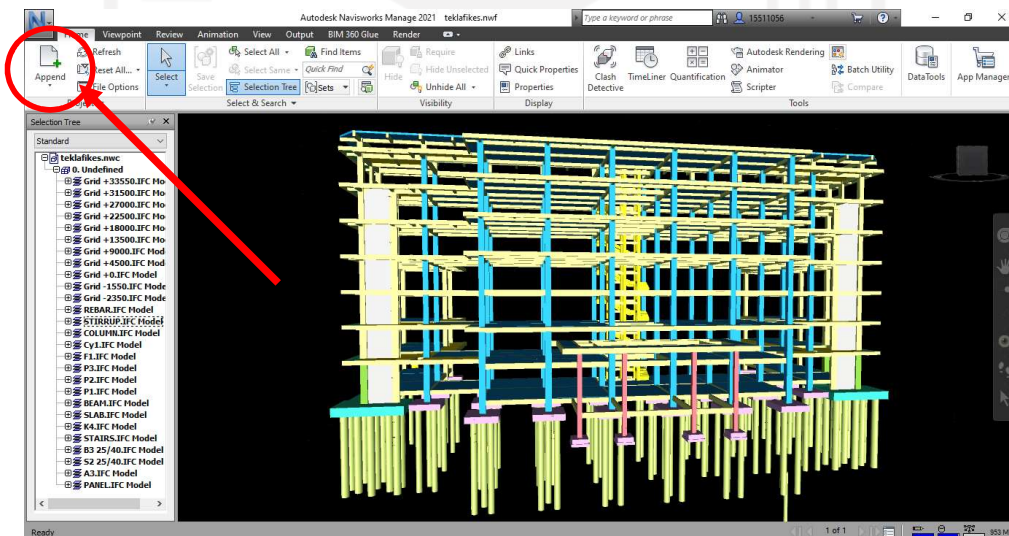 Autodesk Navisworks Manage 2021 teklafikes.nwf
Type a keyword or phrase
15511056
Home Viewpoint Review Animation View Output BIM 360 Glue Render
Append
Refresh
Reset All...
File Options
Select
Save Selection
Select All
Select Same
Selection Tree
Find Items
Quick Find
Sets
Select & Search
Hide
Require
Hide Unselected
Unhide All
Visibility
Links
Quick Properties
Properties
Display
Clash Detective
TimeLiner
Quantification
Autodesk Rendering
Animator
Scripter
Batch Utility
Compare
Tools
DataTools
App Manager
Selection Tree
Standard
teklafikes.nwc
0. Undefined
Grid +33550.IFC Mo
Grid +31500.IFC Mo
Grid +27000.IFC Mo
Grid +22500.IFC Mo
Grid +18000.IFC Mo
Grid +13500.IFC Mo
Grid +9000.IFC Mod
Grid +4500.IFC Mod
Grid +0.IFC Model
Grid -1550.IFC Mode
Grid -2350.IFC Mode
REBAR.IFC Model
STIRRUP.IFC Model
COLUMN.IFC Model
Cy1.IFC Model
F1.IFC Model
P3.IFC Model
P2.IFC Model
P1.IFC Model
BEAM.IFC Model
SLAB.IFC Model
K4.IFC Model
STAIRS.IFC Model
B3 25/40.IFC Model
S2 25/40.IFC Model
A3.IFC Model
PANEL.IFC Model
Ready
1 of 1
953 M